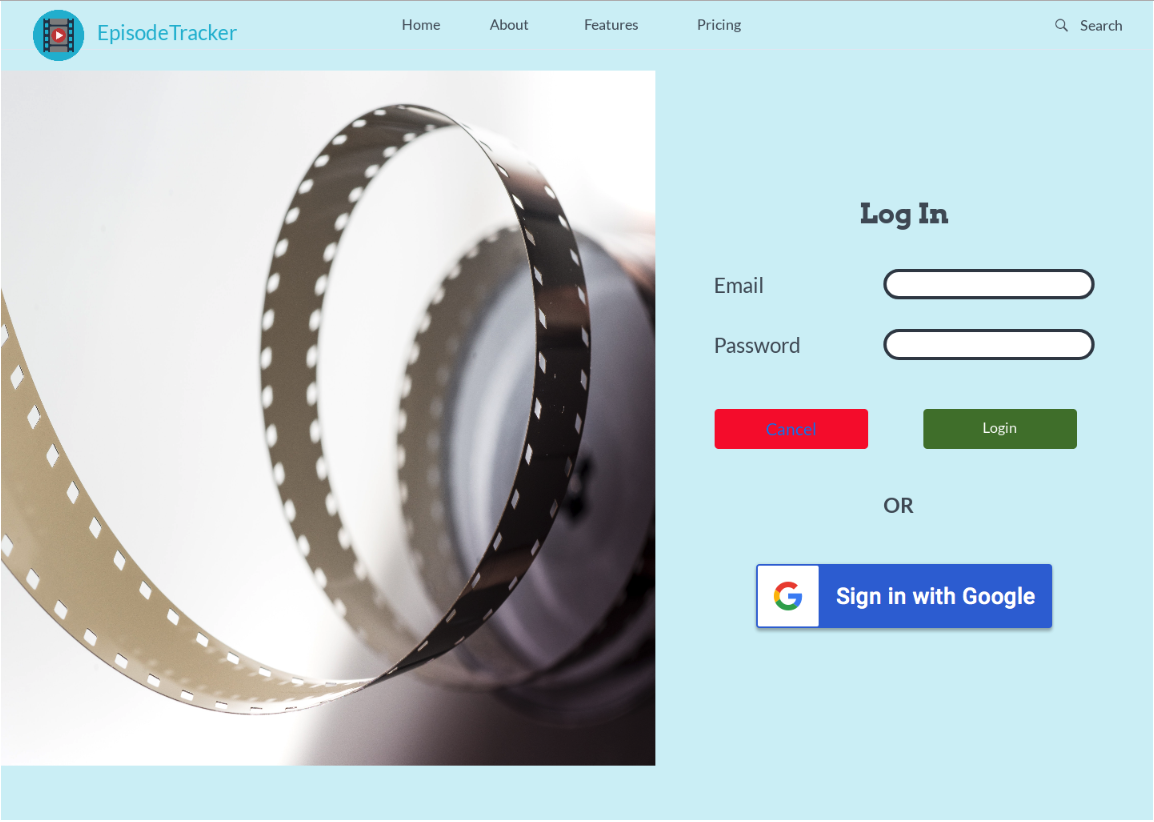 EpisodeTracker
Home
About
Features
Pricing
Search
Log In
Email
Password
Cancel
Login
OR
Sign in with Google